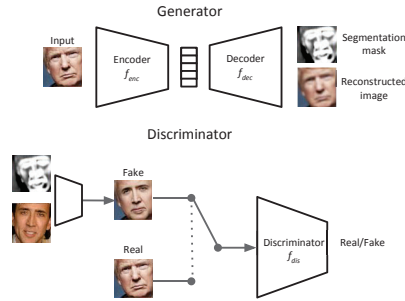 Generator
Input
Encoder
f_enc
Decoder
f_dec
Segmentation
mask
Reconstructed
image
Discriminator
Fake
Real
Discriminator
f_dis
Real/Fake